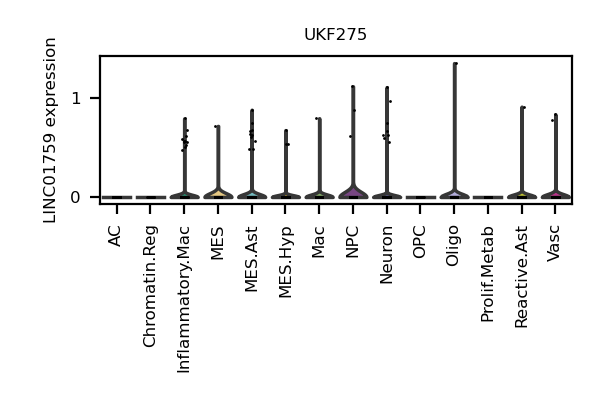 UKF275
LINC01759 expression
1
0
AC
Chromatin.Reg
Inflammatory.Mac
MES
MES.Ast
MES.Hyp
Mac
NPC
Neuron
OPC
Oligo
Prolif.Metab
Reactive.Ast
Vasc